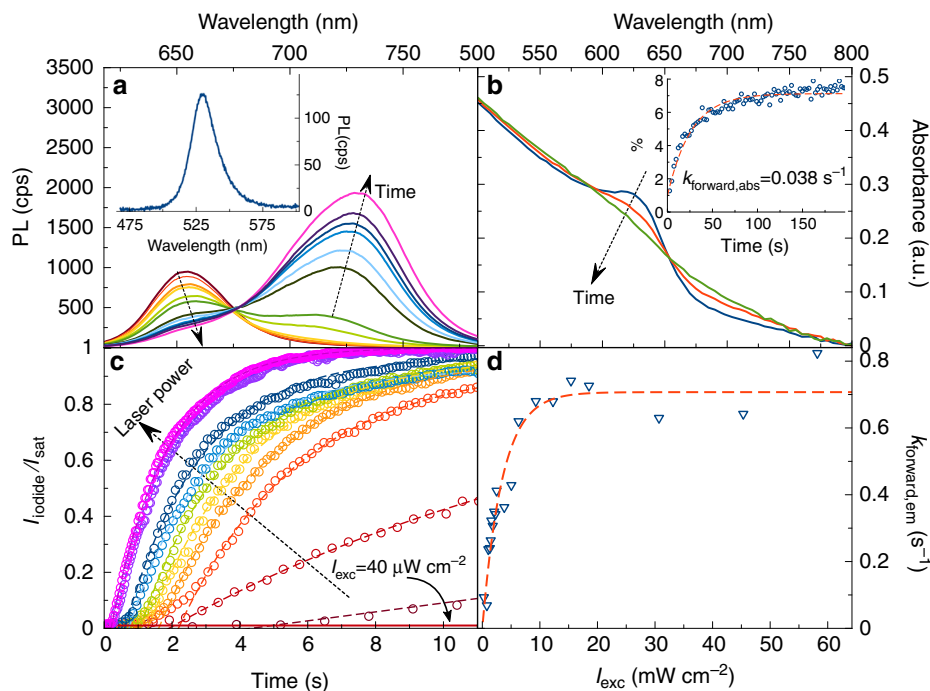 Wavelength (nm)
Wavelength (nm)
650 700 750 500 550 600 650 700 750 800
a
3500
3000
2500
2000
1500
1000
500
1
PL (cps)
100
50
0
PL(cps)
475 525 575
Wavelength (nm)
Time
Time
b
8
6
4
2
%
k_forward,abs=0.038 s⁻¹
0 50 100 150
Time (s)
Time
0.5
0.4
0.3
0.2
0.1
0
Absorbance (a.u.)
c
0.8
0.6
0.4
0.2
0
I_iodide/I_sat
Laser power
I_exc=40 μW cm⁻²
0 2 4 6 8 10
Time (s)
d
0.8
0.6
0.4
0.2
0
k_forward,em (s⁻¹)
0 10 20 30 40 50 60
I_exc (mW cm⁻²)